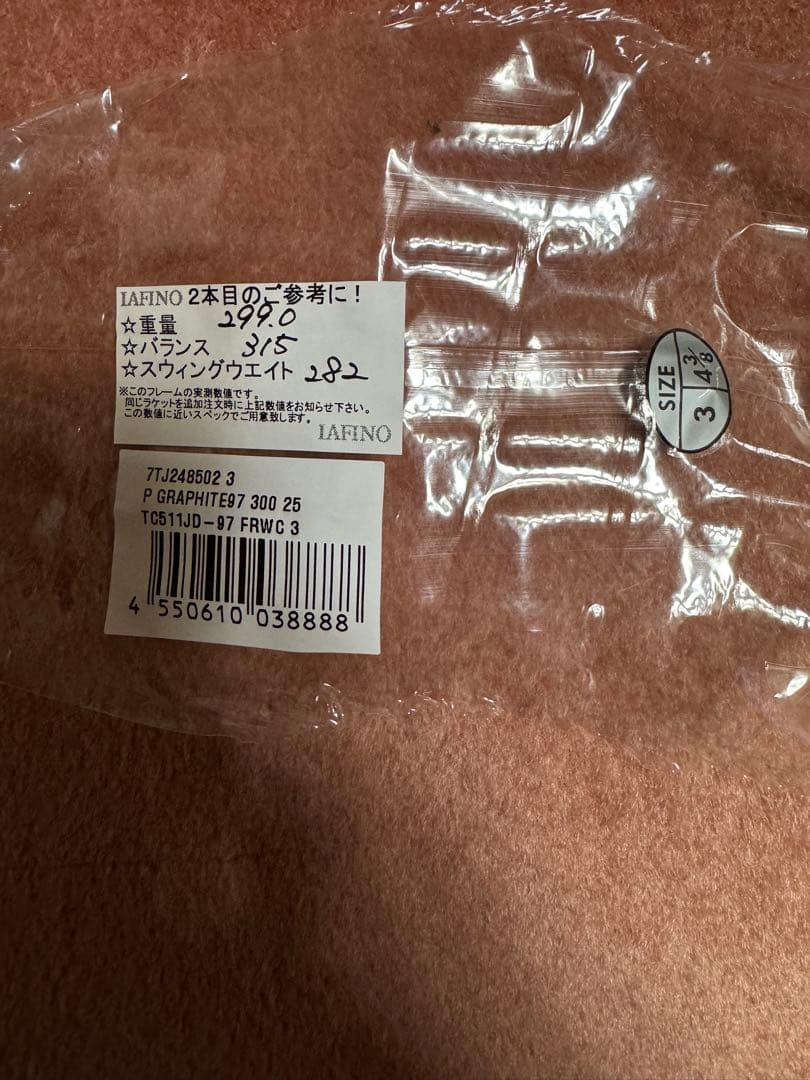 IAFINO 2本目のご参考に!
☆重量 299.0
☆バランス 315
☆スウィングウエイト 282
※このフレームの実測数値です。
同じラケットを追加注文時に上記数値をお知らせ下さい。
この数値に近いスペックでご用意致します。
IAFINO
7TJ248502 3
P GRAPHITE97 300 25
TC511JD-97 FRWC 3
4 550610 038888
SIZE
3 4 3/8